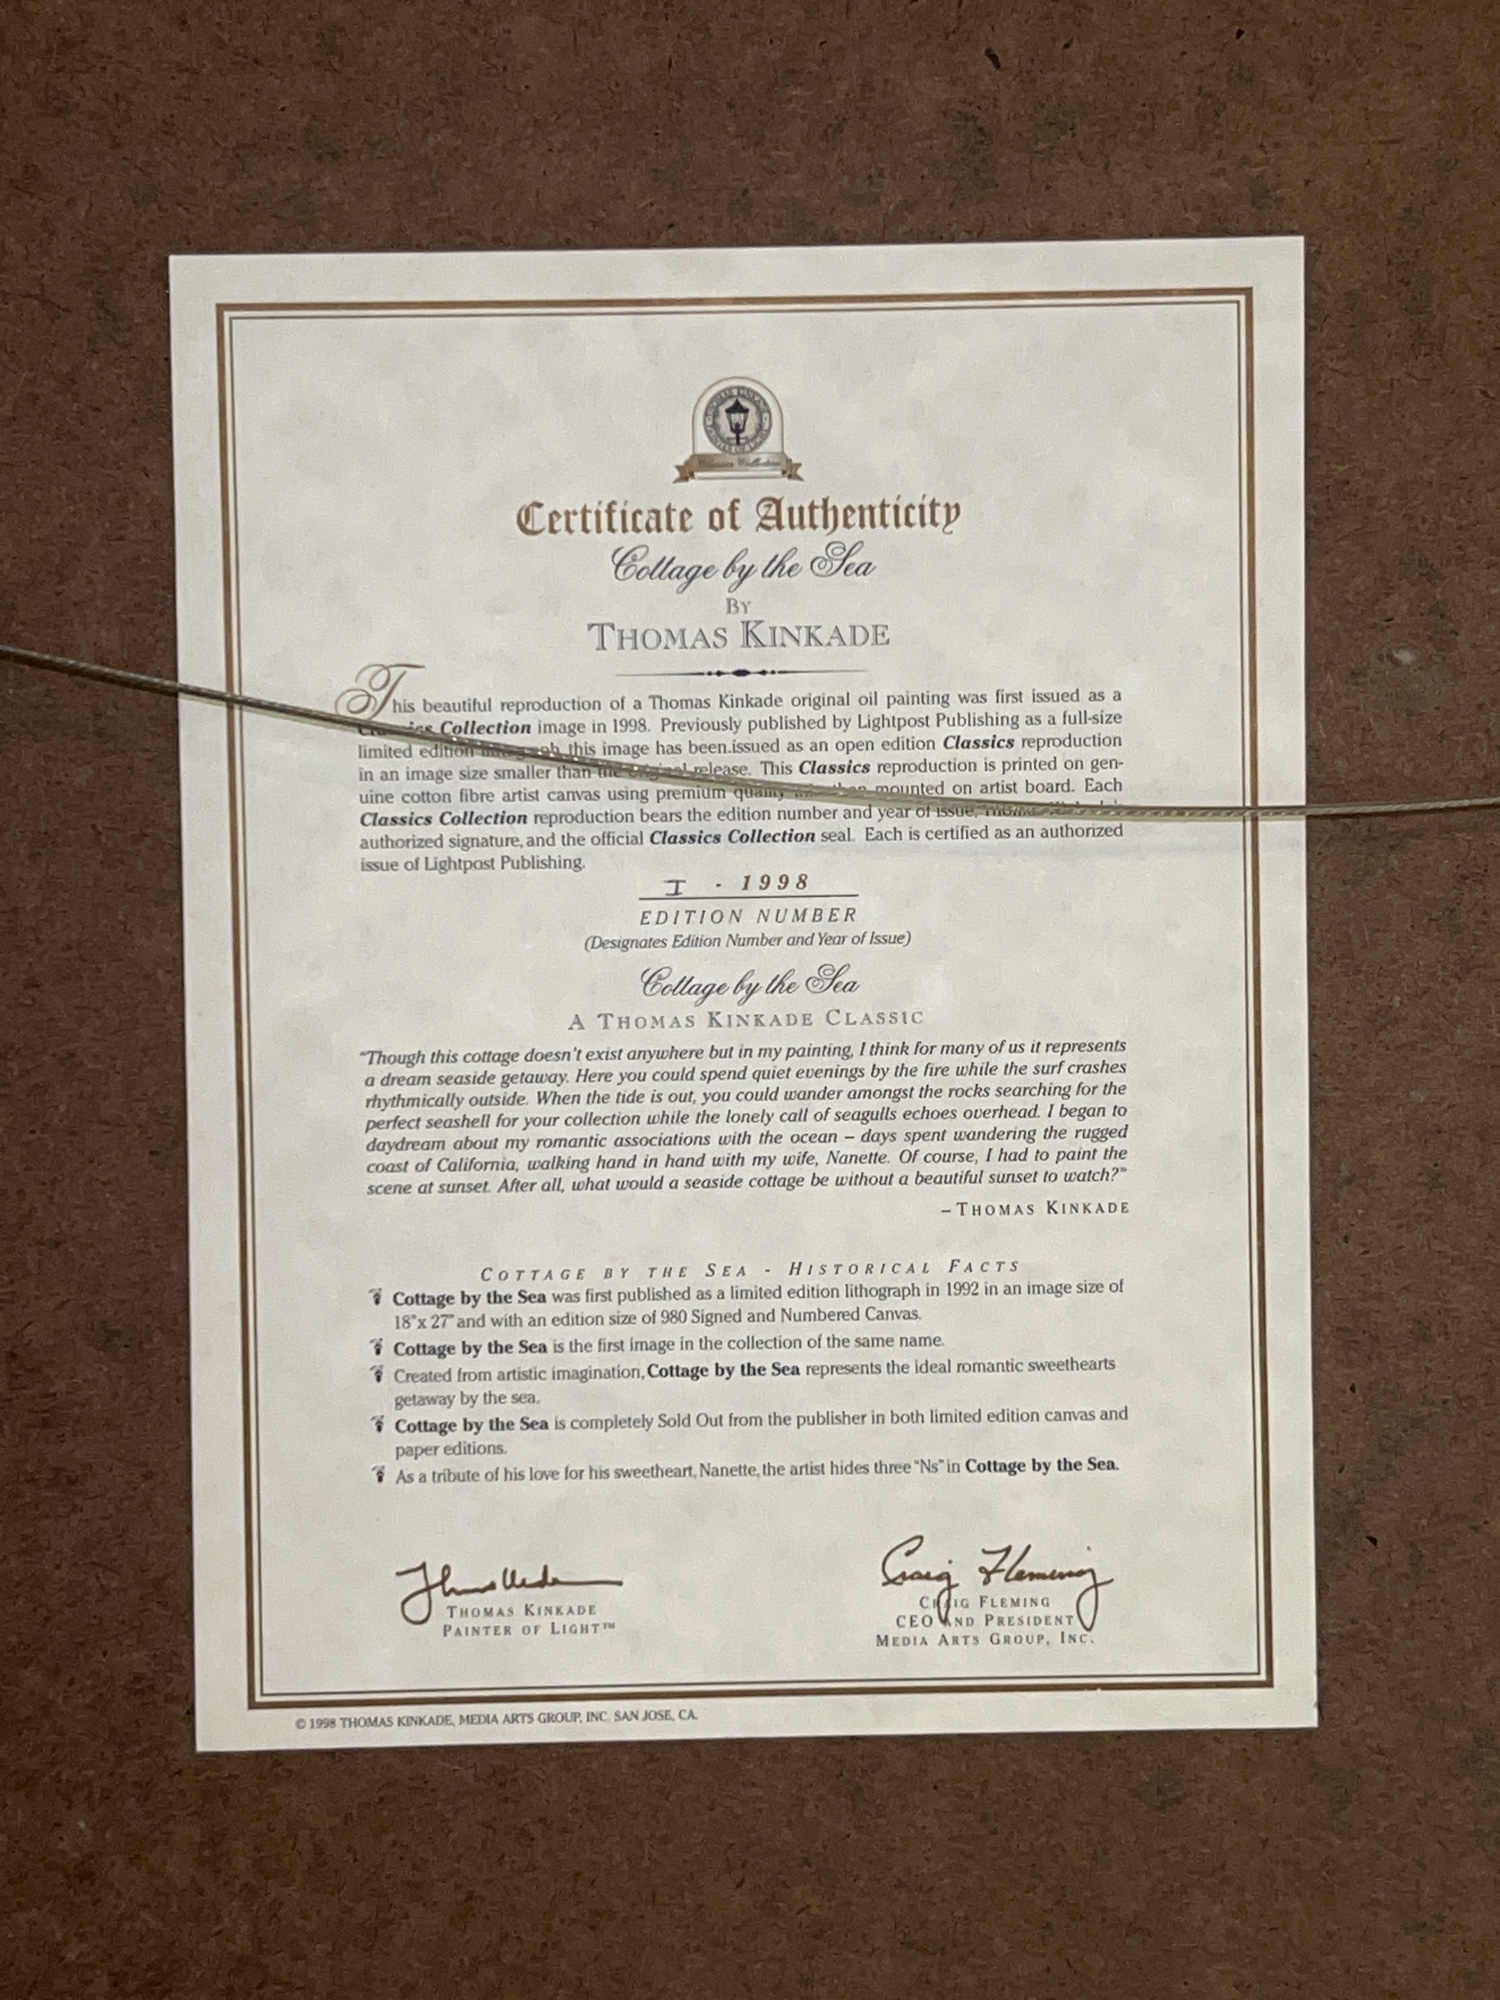 THOMAS KINKADE
PAINTER OF LIGHT
Classics Collection
Certificate of Authenticity
Cottage by the Sea
BY
THOMAS KINKADE
This beautiful reproduction of a Thomas Kinkade original oil painting was first issued as a
Classics Collection image in 1998. Previously published by Lightpost Publishing as a full-size
limited edition this image has been.issued as an open edition Classics reproduction
in an image size smaller than the original release. This Classics reproduction is printed on gen-
uine cotton fibre artist canvas using premium quality mounted on artist board. Each
Classics Collection reproduction bears the edition number and year of issue, Thomas Kinkade's
authorized signature, and the official Classics Collection seal. Each is certified as an authorized
issue of Lightpost Publishing.
I - 1998
EDITION NUMBER
(Designates Edition Number and Year of Issue)
Cottage by the Sea
A THOMAS KINKADE CLASSIC
"Though this cottage doesn't exist anywhere but in my painting, I think for many of us it represents
a dream seaside getaway. Here you could spend quiet evenings by the fire while the surf crashes
rhythmically outside. When the tide is out, you could wander amongst the rocks searching for the
perfect seashell for your collection while the lonely call of seagulls echoes overhead. I began to
daydream about my romantic associations with the ocean – days spent wandering the rugged
coast of California, walking hand in hand with my wife, Nanette. Of course, I had to paint the
scene at sunset. After all, what would a seaside cottage be without a beautiful sunset to watch?"
–THOMAS KINKADE
COTTAGE BY THE SEA - HISTORICAL FACTS
Cottage by the Sea was first published as a limited edition lithograph in 1992 in an image size of
18"x 27" and with an edition size of 980 Signed and Numbered Canvas.
Cottage by the Sea is the first image in the collection of the same name.
Created from artistic imagination, Cottage by the Sea represents the ideal romantic sweethearts
getaway by the sea.
Cottage by the Sea is completely Sold Out from the publisher in both limited edition canvas and
paper editions.
As a tribute of his love for his sweetheart, Nanette, the artist hides three "Ns" in Cottage by the Sea.
THOMAS KINKADE
PAINTER OF LIGHT™
Craig Fleming
CRAIG FLEMING
CEO AND PRESIDENT
MEDIA ARTS GROUP, INC.
© 1998 THOMAS KINKADE, MEDIA ARTS GROUP, INC. SAN JOSE, CA.